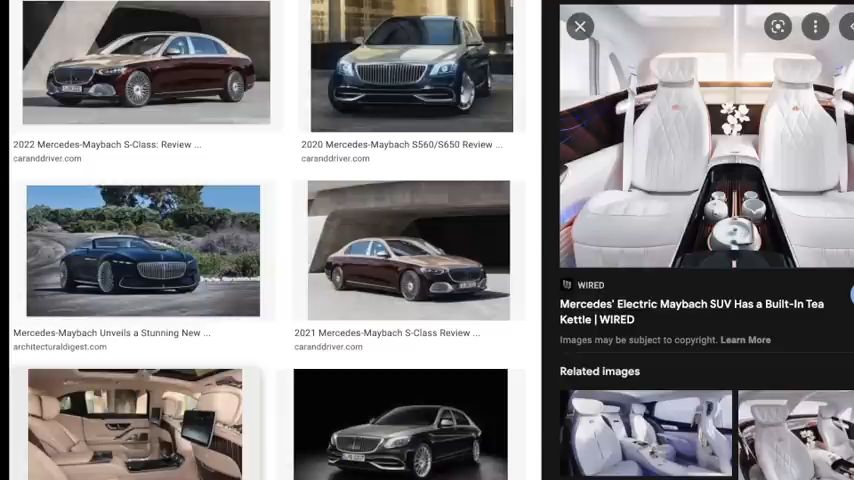 2022 Mercedes-Maybach S-Class: Review ...
caranddriver.com
2020 Mercedes-Maybach S560/S650 Review ...
caranddriver.com
Mercedes-Maybach Unveils a Stunning New ...
architecturaldigest.com
2021 Mercedes-Maybach S-Class Review ...
caranddriver.com
WIRED
Mercedes' Electric Maybach SUV Has a Built-In Tea
Kettle | WIRED
Images may be subject to copyright. Learn More
Related images